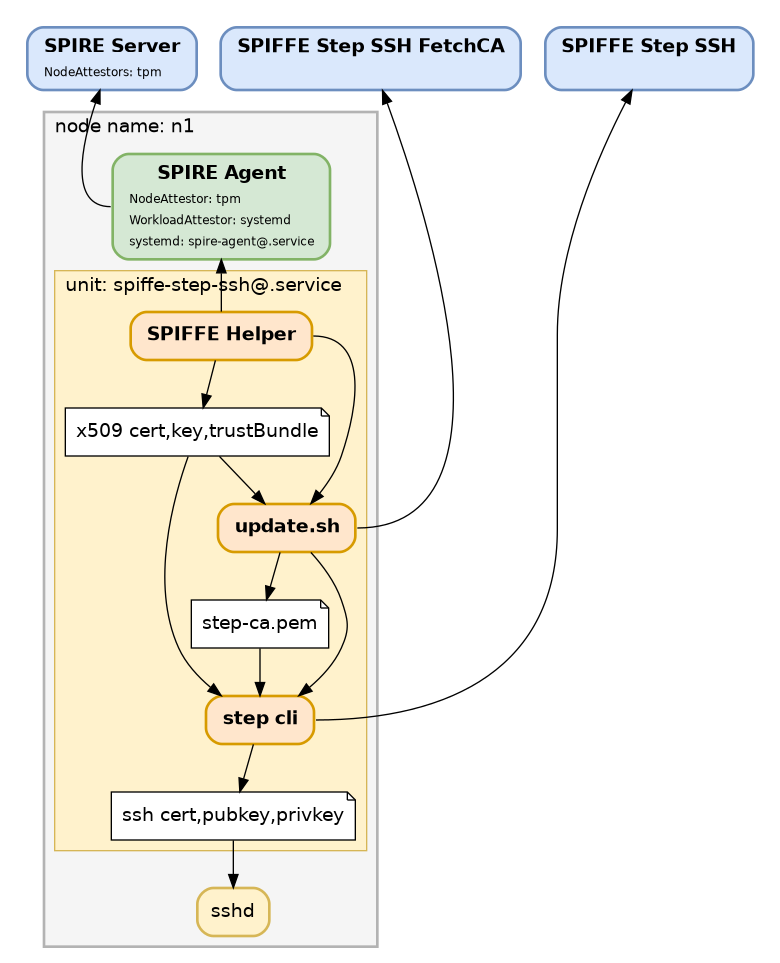 SPIRE Server
NodeAttestors: tpm
SPIFFE Step SSH FetchCA
SPIFFE Step SSH
node name: n1
SPIRE Agent
NodeAttestor: tpm
WorkloadAttestor: systemd
systemd: spire-agent@.service
unit: spiffe-step-ssh@.service
SPIFFE Helper
x509 cert,key,trustBundle
update.sh
step-ca.pem
step cli
ssh cert,pubkey,privkey
sshd